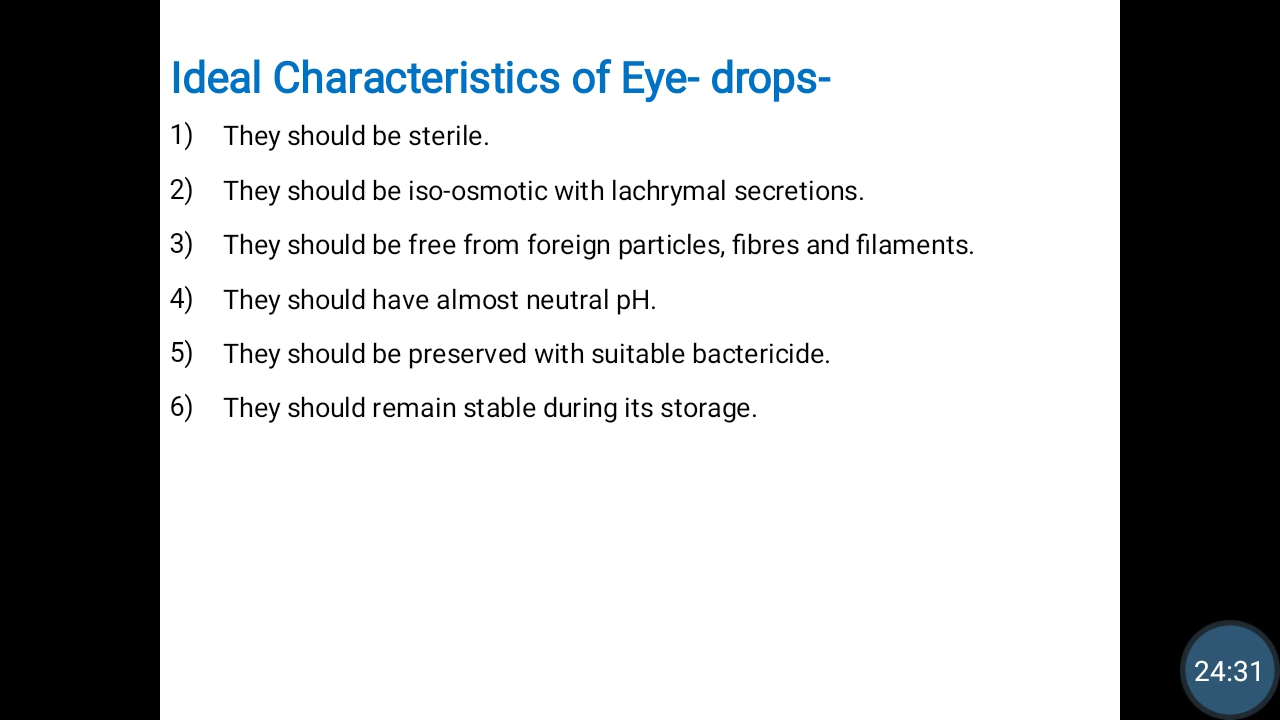 Ideal Characteristics of Eye- drops-
1) They should be sterile.
2) They should be iso-osmotic with lachrymal secretions.
3) They should be free from foreign particles, fibres and filaments.
4) They should have almost neutral pH.
5) They should be preserved with suitable bactericide.
6) They should remain stable during its storage.
24:31